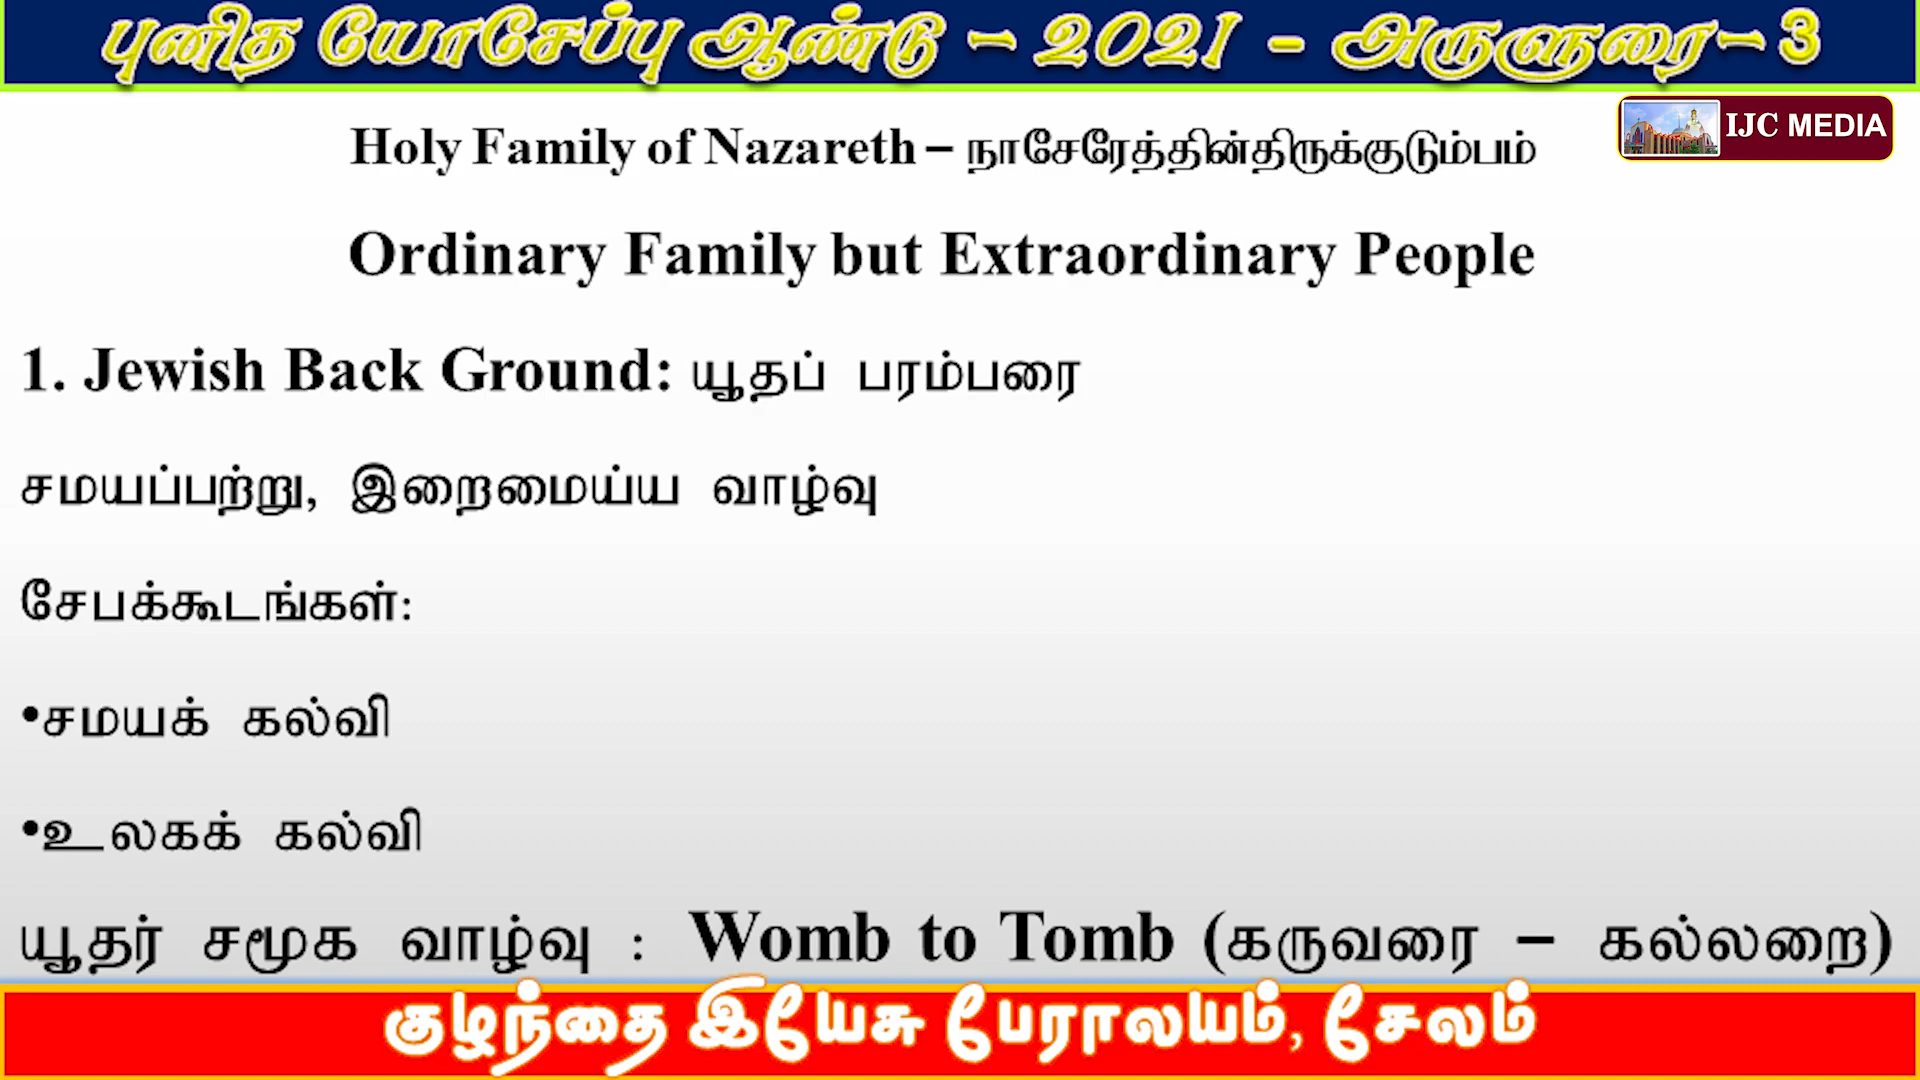 புனித யோசேப்பு ஆண்டு – 2021 - அருளுரை– 3
IJC MEDIA
Holy Family of Nazareth – நாசேரேத்தின்திருக்குடும்பம்
Ordinary Family but Extraordinary People
1. Jewish Back Ground: யூதப் பரம்பரை
சமயப்பற்று, இறைமைய்ய வாழ்வு
சேபக்கூடங்கள்:
•சமயக் கல்வி
•உலகக் கல்வி
யூதர் சமூக வாழ்வு : Womb to Tomb (கருவரை – கல்லறை)
குழந்தை இயேசு பேராலயம், சேலம்